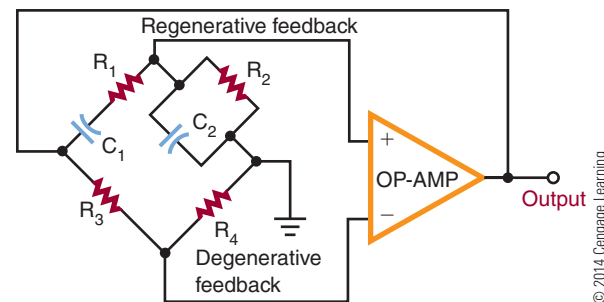 Regenerative feedback
R1
R2
C1
C2
R3
R4
+
OP-AMP
−
Output
Degenerative
feedback
© 2014 Cengage Learning